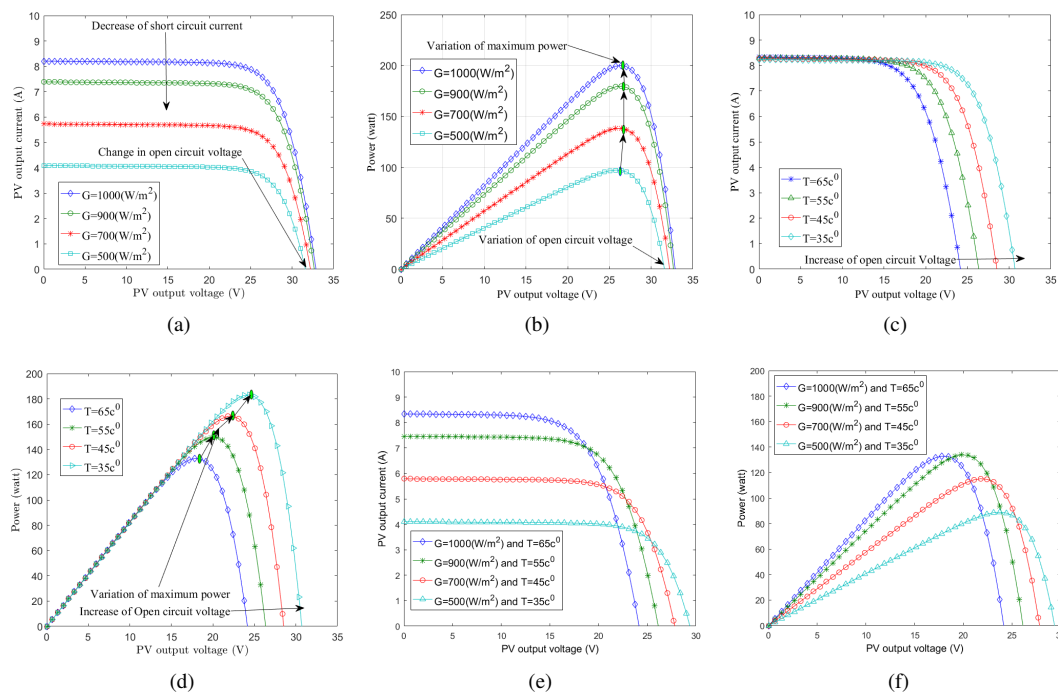 Decrease of short circuit current
Change in open circuit voltage
G=1000(W/m²)
G=900(W/m²)
G=700(W/m²)
G=500(W/m²)
PV output current (A)
0 1 2 3 4 5 6 7 8 9 10
0 5 10 15 20 25 30 35
PV output voltage (V)
(a)
Variation of maximum power
G=1000(W/m²)
G=900(W/m²)
G=700(W/m²)
G=500(W/m²)
Variation of open circuit voltage
Power (watt)
0 50 100 150 200 250
0 5 10 15 20 25 30 35
PV output voltage (V)
(b)
T=65c⁰
T=55c⁰
T=45c⁰
T=35c⁰
Increase of open circuit Voltage
PV output current (A)
0 1 2 3 4 5 6 7 8 9 10
0 5 10 15 20 25 30 35
PV output voltage (V)
(c)
T=65c⁰
T=55c⁰
T=45c⁰
T=35c⁰
Variation of maximum power
Increase of Open circuit voltage
Power (watt)
0 20 40 60 80 100 120 140 160 180 200
0 5 10 15 20 25 30 35
PV output voltage (V)
(d)
G=1000(W/m²) and T=65c⁰
G=900(W/m²) and T=55c⁰
G=700(W/m²) and T=45c⁰
G=500(W/m²) and T=35c⁰
PV output current (A)
0 1 2 3 4 5 6 7 8 9 10
0 5 10 15 20 25 30
PV output voltage (V)
(e)
G=1000(W/m²) and T=65c⁰
G=900(W/m²) and T=55c⁰
G=700(W/m²) and T=45c⁰
G=500(W/m²) and T=35c⁰
Power (watt)
0 20 40 60 80 100 120 140 160 180 200
0 5 10 15 20 25 30
PV output voltage (V)
(f)